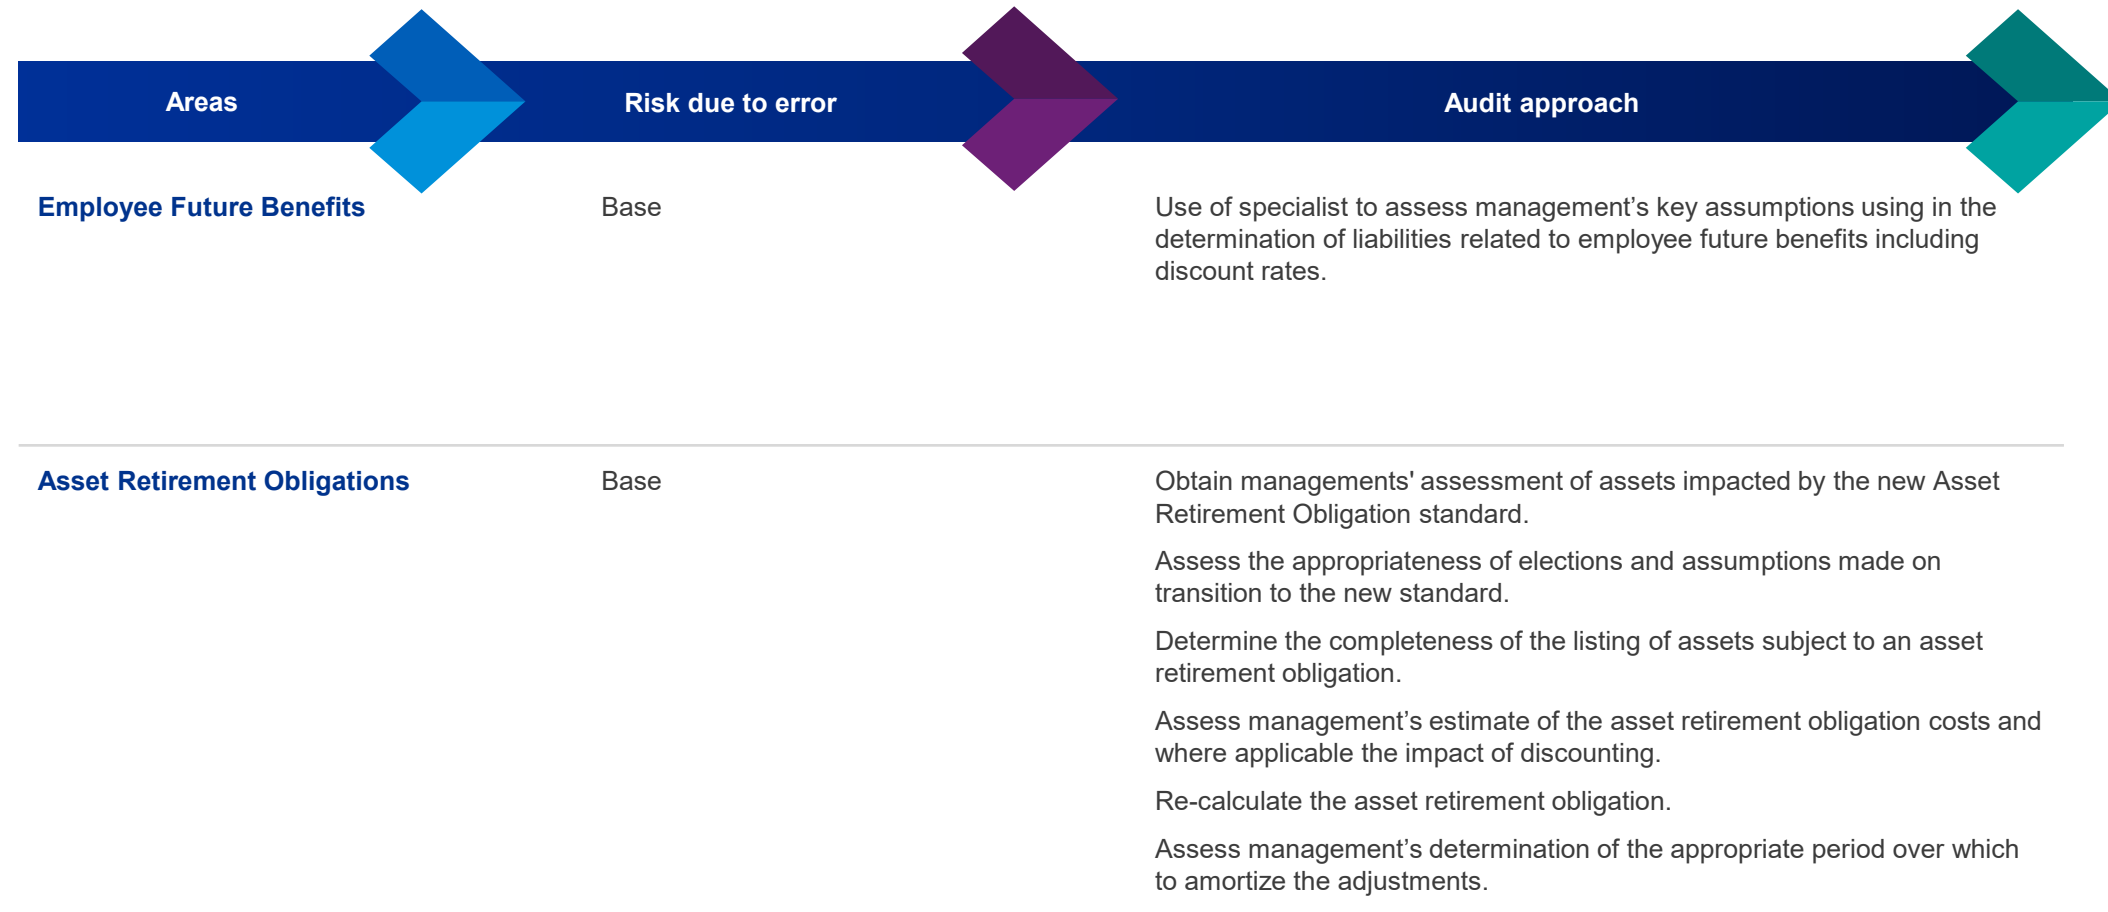 Areas
Risk due to error
Audit approach
Employee Future Benefits
Base
Use of specialist to assess management’s key assumptions using in the
determination of liabilities related to employee future benefits including
discount rates.
Asset Retirement Obligations
Base
Obtain managements' assessment of assets impacted by the new Asset
Retirement Obligation standard.
Assess the appropriateness of elections and assumptions made on
transition to the new standard.
Determine the completeness of the listing of assets subject to an asset
retirement obligation.
Assess management’s estimate of the asset retirement obligation costs and
where applicable the impact of discounting.
Re-calculate the asset retirement obligation.
Assess management’s determination of the appropriate period over which
to amortize the adjustments.